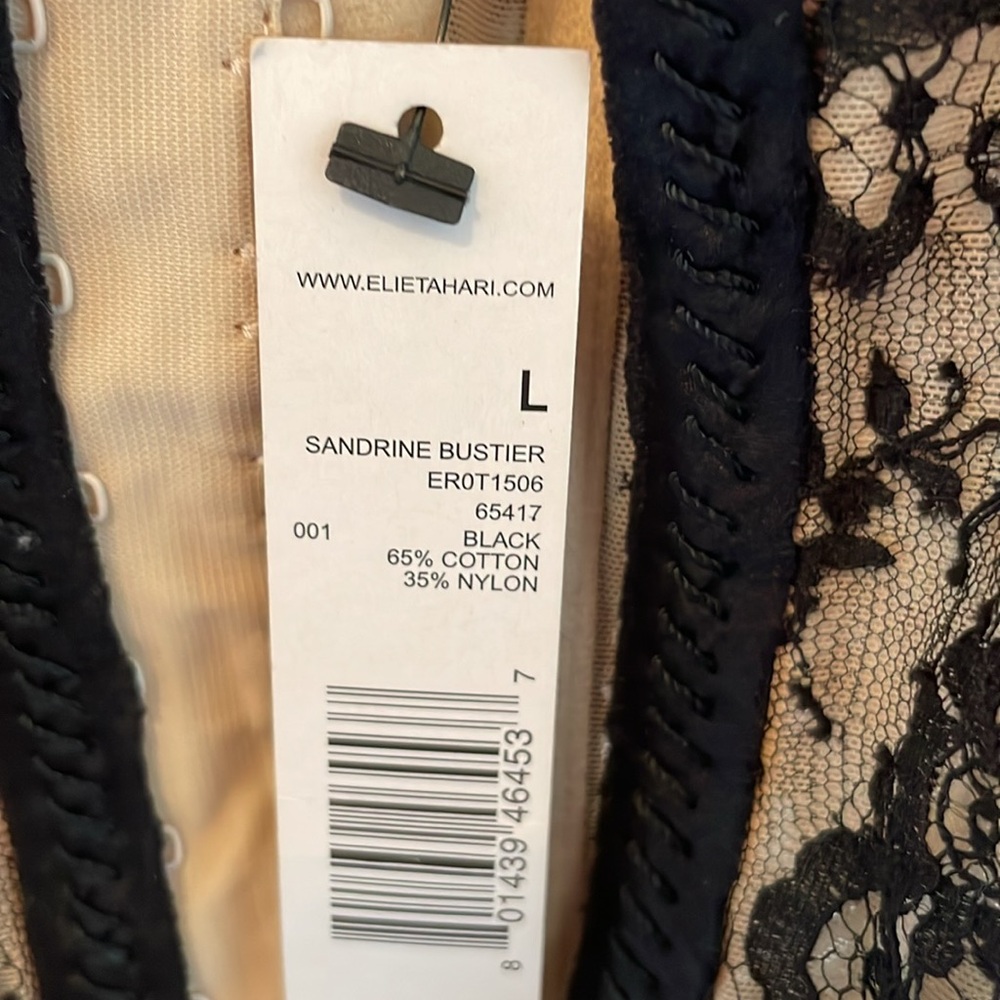 WWW.ELIETAHARI.COM
L
SANDRINE BUSTIER
ER0T1506
65417
001 BLACK
65% COTTON
35% NYLON
8 01439 46453 7